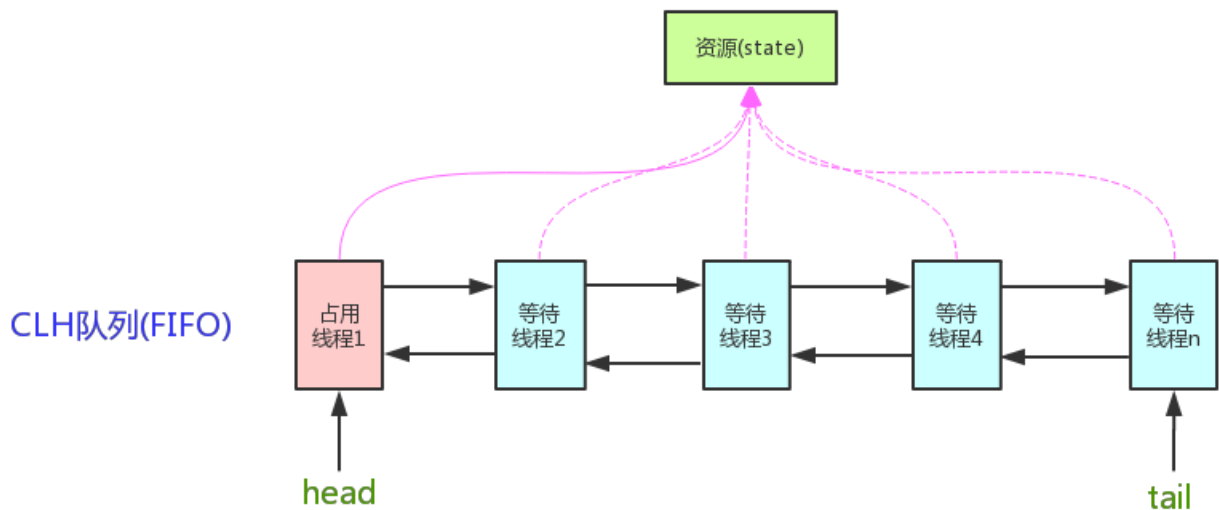 资源(state)
CLH队列(FIFO)
占用
线程1
等待
线程2
等待
线程3
等待
线程4
等待
线程n
head
tail